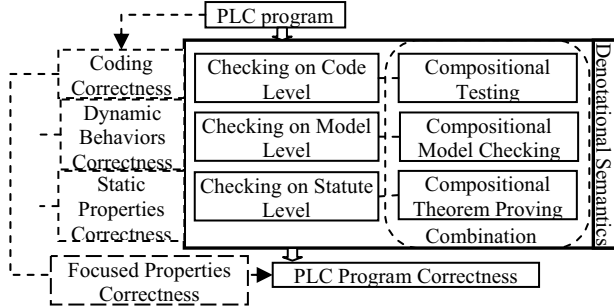 PLC program
Coding
Correctness
Checking on Code
Level
Compositional
Testing
Dynamic
Behaviors
Correctness
Checking on Model
Level
Compositional
Model Checking
Static
Properties
Correctness
Checking on Statute
Level
Compositional
Theorem Proving
Combination
Denotational Semantics
Focused Properties
Correctness
PLC Program Correctness